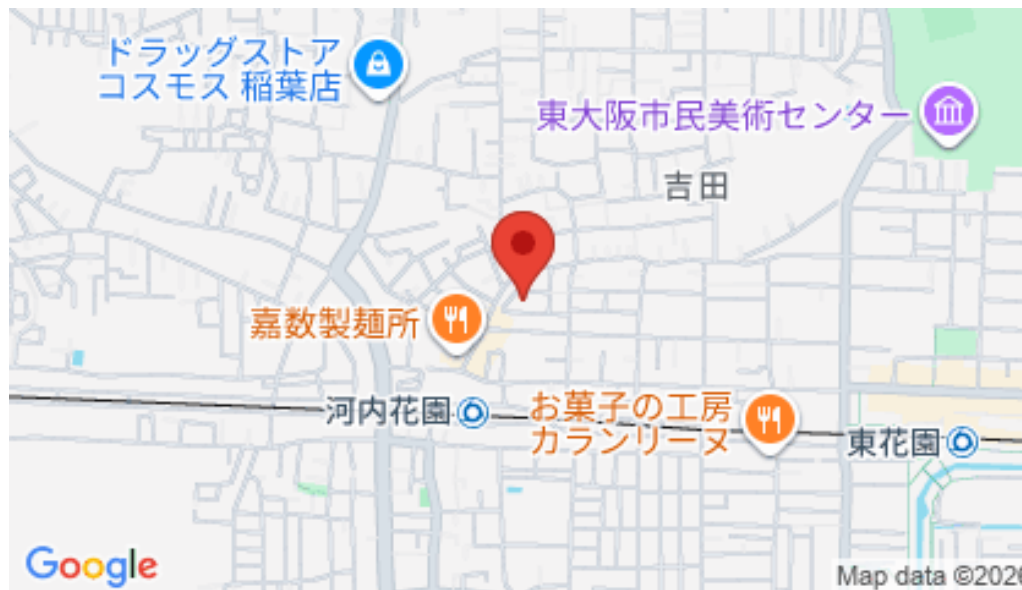 ドラッグストア
コスモス 稲葉店
東大阪市民美術センター
吉田
嘉数製麺所
河内花園
お菓子の工房
カランリーヌ
東花園
Google
Map data ©2026